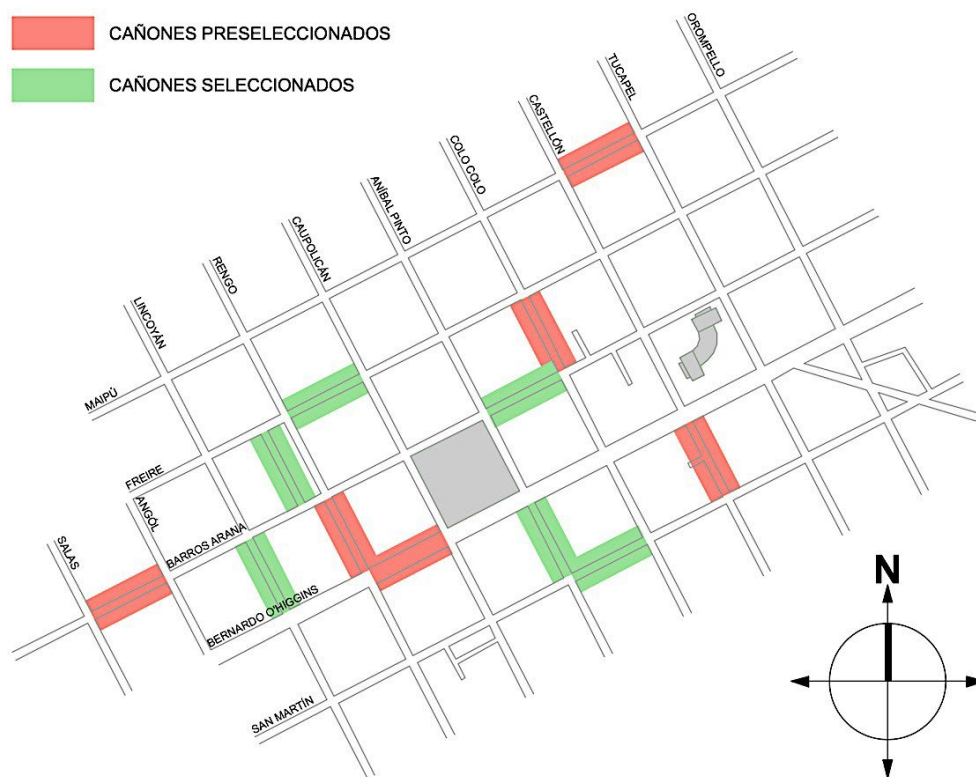 CAÑONES PRESELECCIONADOS
CAÑONES SELECCIONADOS
OROMPELLO
TUCAPEL
CASTELLÓN
COLO COLO
ANÍBAL PINTO
CAUPOLICÁN
RENGO
LINCOYÁN
MAIPÚ
FREIRE
ANGÓL
BARROS ARANA
SALAS
BERNARDO O'HIGGINS
SAN MARTÍN
N